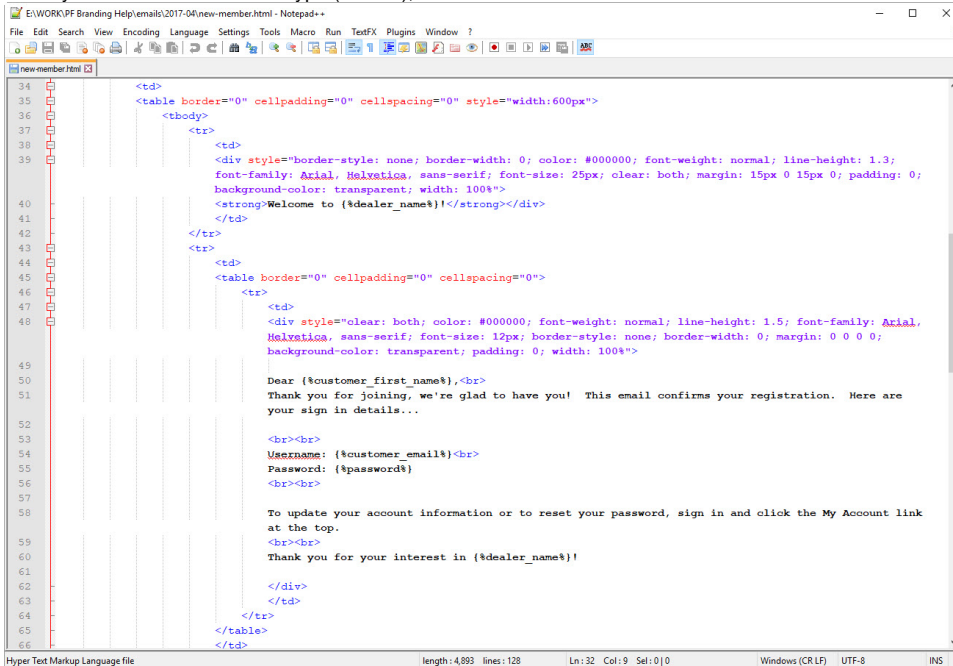 E:\WORK\PF Branding Help\emails\2017-04\new-member.html - Notepad++
File Edit Search View Encoding Language Settings Tools Macro Run TextFX Plugins Window ?
new-member.html
34 <td>
35 <table border="0" cellpadding="0" cellspacing="0" style="width:600px">
36 <tbody>
37 <tr>
38 <td>
39 <div style="border-style: none; border-width: 0; color: #000000; font-weight: normal; line-height: 1.3;
font-family: Arial, Helvetica, sans-serif; font-size: 25px; clear: both; margin: 15px 0 15px 0; padding: 0;
background-color: transparent; width: 100%">
40 <strong>Welcome to {%dealer_name%}!</strong></div>
41 </td>
42 </tr>
43 <tr>
44 <td>
45 <table border="0" cellpadding="0" cellspacing="0">
46 <tr>
47 <td>
48 <div style="clear: both; color: #000000; font-weight: normal; line-height: 1.5; font-family: Arial,
Helvetica, sans-serif; font-size: 12px; border-style: none; border-width: 0; margin: 0 0 0 0;
background-color: transparent; padding: 0; width: 100%">
49
50 Dear {%customer_first_name%},<br>
51 Thank you for joining, we're glad to have you! This email confirms your registration. Here are
your sign in details...
52
53 <br><br>
54 Username: {%customer_email%}<br>
55 Password: {%password%}
56 <br><br>
57
58 To update your account information or to reset your password, sign in and click the My Account link
at the top.
59 <br><br>
60 Thank you for your interest in {%dealer_name%}!
61
62 </div>
63 </td>
64 </tr>
65 </table>
66 </td>
Hyper Text Markup Language file length : 4,893 lines : 128 Ln : 32 Col : 9 Sel : 0 | 0 Windows (CR LF) UTF-8 INS